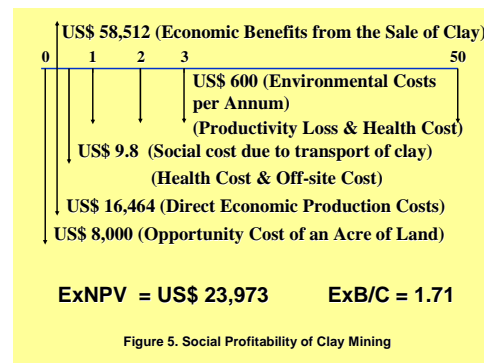 US$ 58,512 (Economic Benefits from the Sale of Clay)
0 1 2 3 50
US$ 600 (Environmental Costs
per Annum)
(Productivity Loss & Health Cost)
US$ 9.8 (Social cost due to transport of clay)
(Health Cost & Off-site Cost)
US$ 16,464 (Direct Economic Production Costs)
US$ 8,000 (Opportunity Cost of an Acre of Land)
ExNPV = US$ 23,973 ExB/C = 1.71
Figure 5. Social Profitability of Clay Mining